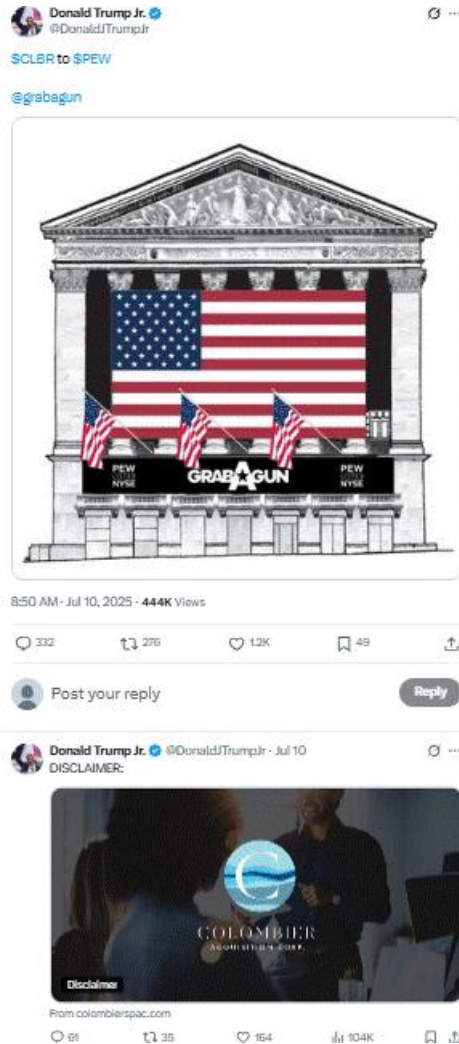 Donald Trump Jr.
@DonaldJTrumpJr
$CLBR to $PEW
@grabagun
PEW
NYSE
GRABAGUN
PEW
NYSE
8:50 AM · Jul 10, 2025 · 444K Views
332
276
1.2K
49
Post your reply
Reply
Donald Trump Jr. @DonaldJTrumpJr · Jul 10
DISCLAIMER:
C
COLOMBIER
ACQUISITION CORP.
Disclaimer
From colombierspac.com
61
35
164
104K